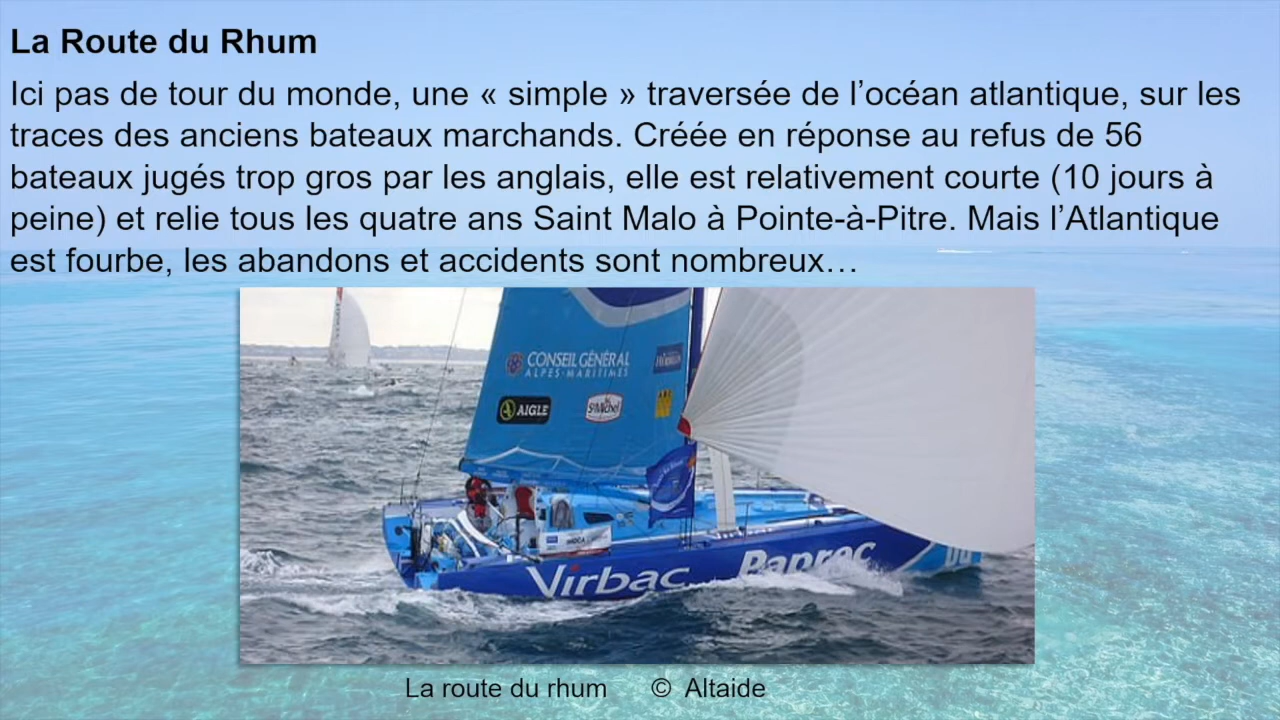 La Route du Rhum
Ici pas de tour du monde, une « simple » traversée de l’océan atlantique, sur les
traces des anciens bateaux marchands. Créée en réponse au refus de 56
bateaux jugés trop gros par les anglais, elle est relativement courte (10 jours à
peine) et relie tous les quatre ans Saint Malo à Pointe-à-Pitre. Mais l’Atlantique
est fourbe, les abandons et accidents sont nombreux…
CONSEIL GÉNÉRAL
ALPES-MARITIMES
AIGLE
St Michel
IMOCA
Virbac
Paprec
La route du rhum © Altaide